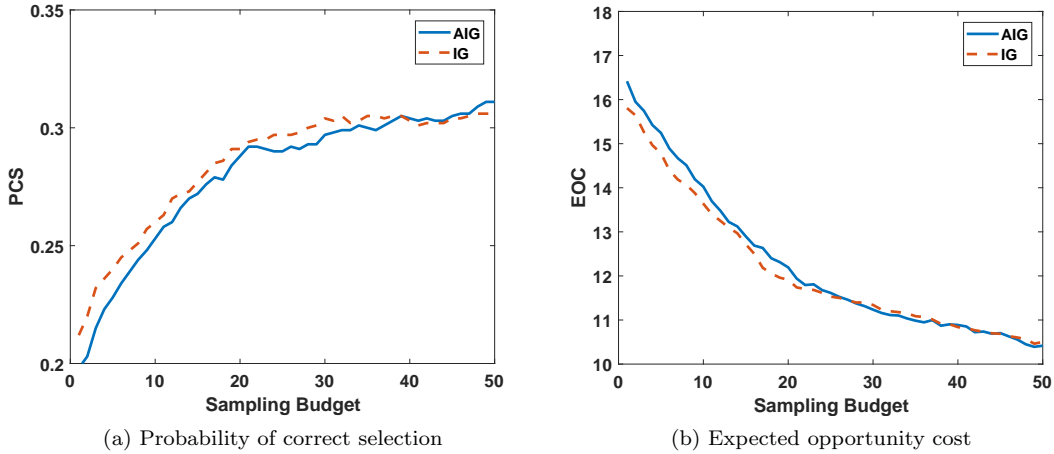 0.35
0.3
0.25
0.2
PCS
0 10 20 30 40 50
Sampling Budget
AIG
IG
(a) Probability of correct selection
18
17
16
15
14
13
12
11
10
EOC
0 10 20 30 40 50
Sampling Budget
AIG
IG
(b) Expected opportunity cost